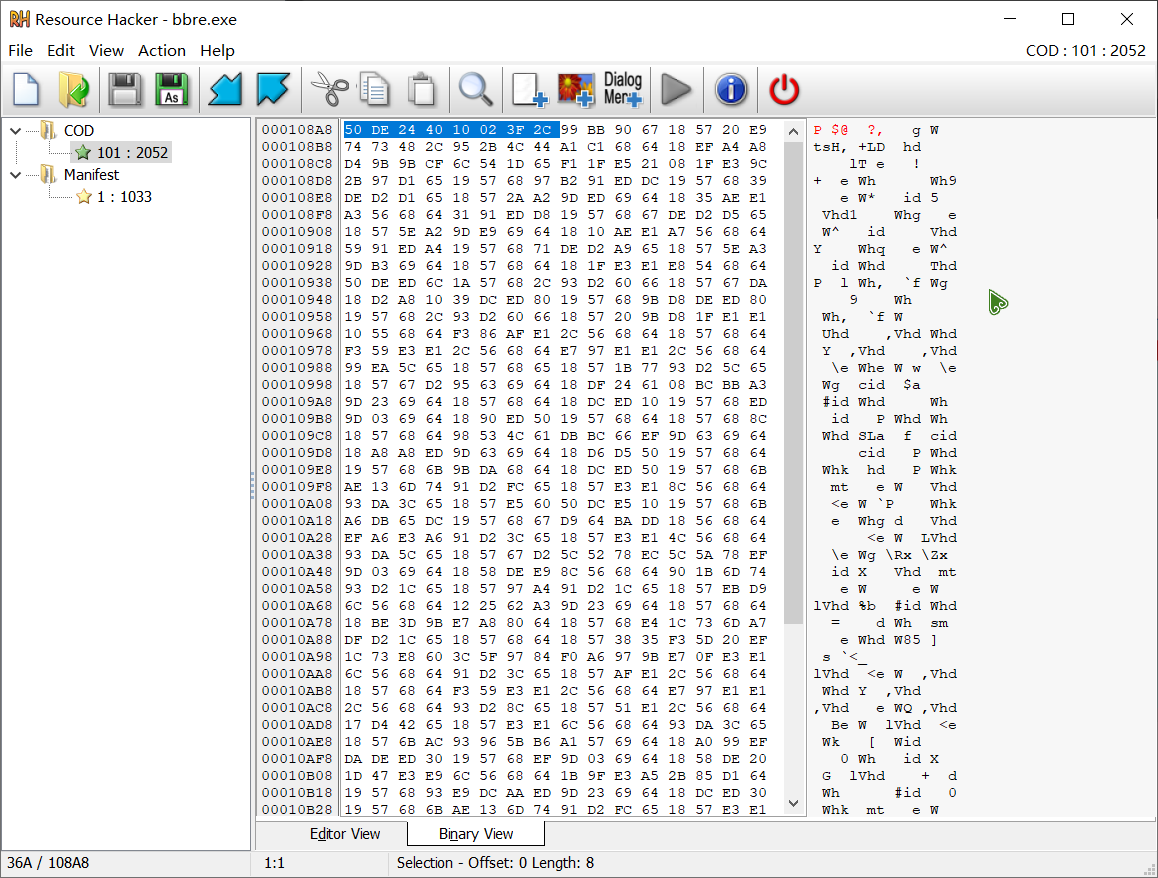 Resource Hacker - bbre.exe
File Edit View Action Help COD : 101 : 2052
As Dialog Mer
COD
101 : 2052
Manifest
1 : 1033
000108A8 50 DE 24 40 10 02 3F 2C 99 BB 90 67 18 57 20 E9 P $@ ?, g W
000108B8 74 73 48 2C 95 2B 4C 44 A1 C1 68 64 18 EF A4 A8 tsH, +LD hd
000108C8 D4 9B 9B CF 6C 54 1D 65 F1 1F E5 21 08 1F E3 9C lT e !
000108D8 2B 97 D1 65 19 57 68 97 B2 91 ED DC 19 57 68 39 + e Wh Wh9
000108E8 DE D2 D1 65 18 57 2A A2 9D ED 69 64 18 35 AE E1 e W* id 5
000108F8 A3 56 68 64 31 91 ED D8 19 57 68 67 DE D2 D5 65 Vhd1 Whg e
00010908 18 57 5E A2 9D E9 69 64 18 10 AE E1 A7 56 68 64 W^ id Vhd
00010918 59 91 ED A4 19 57 68 71 DE D2 A9 65 18 57 5E A3 Y Whq e W^
00010928 9D B3 69 64 18 57 68 64 18 1F E3 E1 E8 54 68 64 id Whd Thd
00010938 50 DE ED 6C 1A 57 68 2C 93 D2 60 66 18 57 67 DA P l Wh, `f Wg
00010948 18 D2 A8 10 39 DC ED 80 19 57 68 9B D8 DE ED 80 9 Wh
00010958 19 57 68 2C 93 D2 60 66 18 57 20 9B D8 1F E1 E1 Wh, `f W
00010968 10 55 68 64 F3 86 AF E1 2C 56 68 64 18 57 68 64 Uhd ,Vhd Whd
00010978 F3 59 E3 E1 2C 56 68 64 E7 97 E1 E1 2C 56 68 64 Y ,Vhd ,Vhd
00010988 99 EA 5C 65 18 57 68 65 18 57 1B 77 93 D2 5C 65 \e WheW w \e
00010998 18 57 67 D2 95 63 69 64 18 DF 24 61 08 BC BB A3 Wg cid $a
000109A8 9D 23 69 64 18 57 68 64 18 DC ED 10 19 57 68 ED #id Whd Wh
000109B8 9D 03 69 64 18 90 ED 50 19 57 68 64 18 57 68 8C id P Whd Wh
000109C8 18 57 68 64 98 53 4C 61 DB BC 66 EF 9D 63 69 64 Whd SLa f cid
000109D8 18 A8 A8 ED 9D 63 69 64 18 D6 D5 50 19 57 68 64 cid P Whd
000109E8 19 57 68 6B 9B DA 68 64 18 DC ED 50 19 57 68 6B Whk hd P Whk
000109F8 AE 13 6D 74 91 D2 FC 65 18 57 E3 E1 8C 56 68 64 mt e W Vhd
00010A08 93 DA 3C 65 18 57 E5 60 50 DC E5 10 19 57 68 6B <e W `P Whk
00010A18 A6 DB 65 DC 19 57 68 67 D9 64 BA DD 18 56 68 64 e Whg d Vhd
00010A28 EF A6 E3 A6 91 D2 3C 65 18 57 E3 E1 4C 56 68 64 <e W LVhd
00010A38 93 DA 5C 65 18 57 67 D2 5C 52 78 EC 5C 5A 78 EF \e Wg \Rx \Zx
00010A48 9D 03 69 64 18 58 DE E9 8C 56 68 64 90 1B 6D 74 id X Vhd mt
00010A58 93 D2 1C 65 18 57 97 A4 91 D2 1C 65 18 57 EB D9 e W e W
00010A68 6C 56 68 64 12 25 62 A3 9D 23 69 64 18 57 68 64 lVhd %b #id Whd
00010A78 18 BE 3D 9B E7 A8 80 64 18 57 68 E4 1C 73 6D A7 = d Wh sm
00010A88 DF D2 1C 65 18 57 68 64 18 57 38 35 F3 5D 20 EF e Whd W85 ]
00010A98 1C 73 E8 60 3C 5F 97 84 F0 A6 97 9B E7 0F E3 E1 s `<_
00010AA8 6C 56 68 64 91 D2 3C 65 18 57 AF E1 2C 56 68 64 lVhd <e W ,Vhd
00010AB8 18 57 68 64 F3 59 E3 E1 2C 56 68 64 E7 97 E1 E1 Whd Y ,Vhd
00010AC8 2C 56 68 64 93 D2 8C 65 18 57 51 E1 2C 56 68 64 ,Vhd e WQ ,Vhd
00010AD8 17 D4 42 65 18 57 E3 E1 6C 56 68 64 93 DA 3C 65 Be W lVhd <e
00010AE8 18 57 6B AC 93 96 5B B6 A1 57 69 64 18 A0 99 EF Wk [ Wid
00010AF8 DA DE ED 30 19 57 68 EF 9D 03 69 64 18 58 DE 20 0 Wh id X
00010B08 1D 47 E3 E9 6C 56 68 64 1B 9F E3 A5 2B 85 D1 64 G lVhd + d
00010B18 19 57 68 93 E9 DC AA ED 9D 23 69 64 18 DC ED 30 Wh #id 0
00010B28 19 57 68 6B AE 13 6D 74 91 D2 FC 65 18 57 E3 E1 Whk mt e W
Editor View Binary View
36A / 108A8 1:1 Selection - Offset: 0 Length: 8